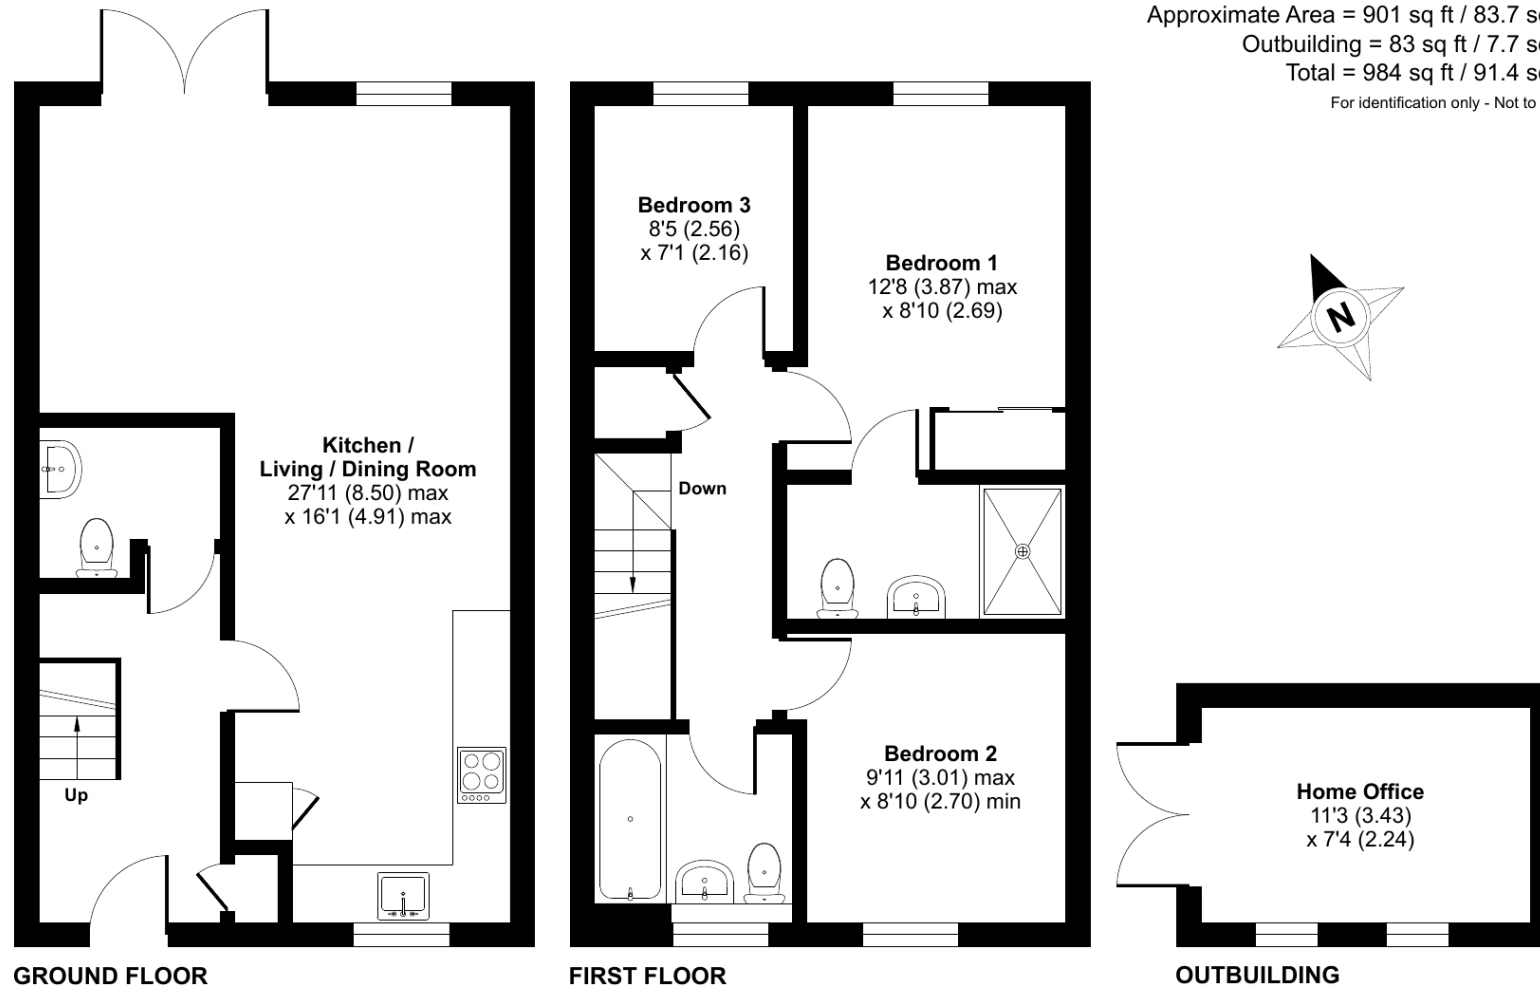 Approximate Area = 901 sq ft / 83.7 s
Outbuilding = 83 sq ft / 7.7 s
Total = 984 sq ft / 91.4 s
For identification only - Not to
Bedroom 3
8'5 (2.56)
x 7'1 (2.16)
Bedroom 1
12'8 (3.87) max
x 8'10 (2.69)
N
Kitchen /
Living / Dining Room
27'11 (8.50) max
x 16'1 (4.91) max
Down
Up
Bedroom 2
9'11 (3.01) max
x 8'10 (2.70) min
Home Office
11'3 (3.43)
x 7'4 (2.24)
GROUND FLOOR
FIRST FLOOR
OUTBUILDING